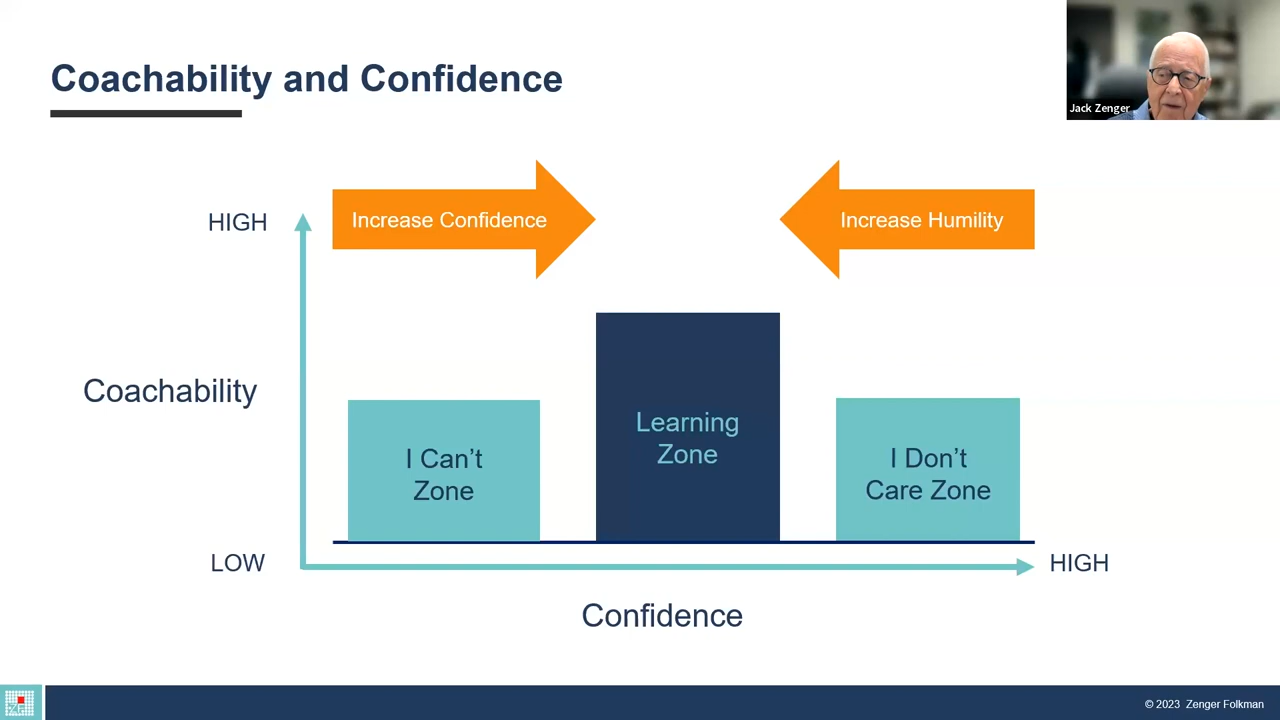 Coachability and Confidence
Jack Zenger
HIGH
Increase Confidence
Increase Humility
Coachability
Learning
Zone
I Can't
Zone
I Don't
Care Zone
LOW
HIGH
Confidence
ZF
© 2023 Zenger Folkman